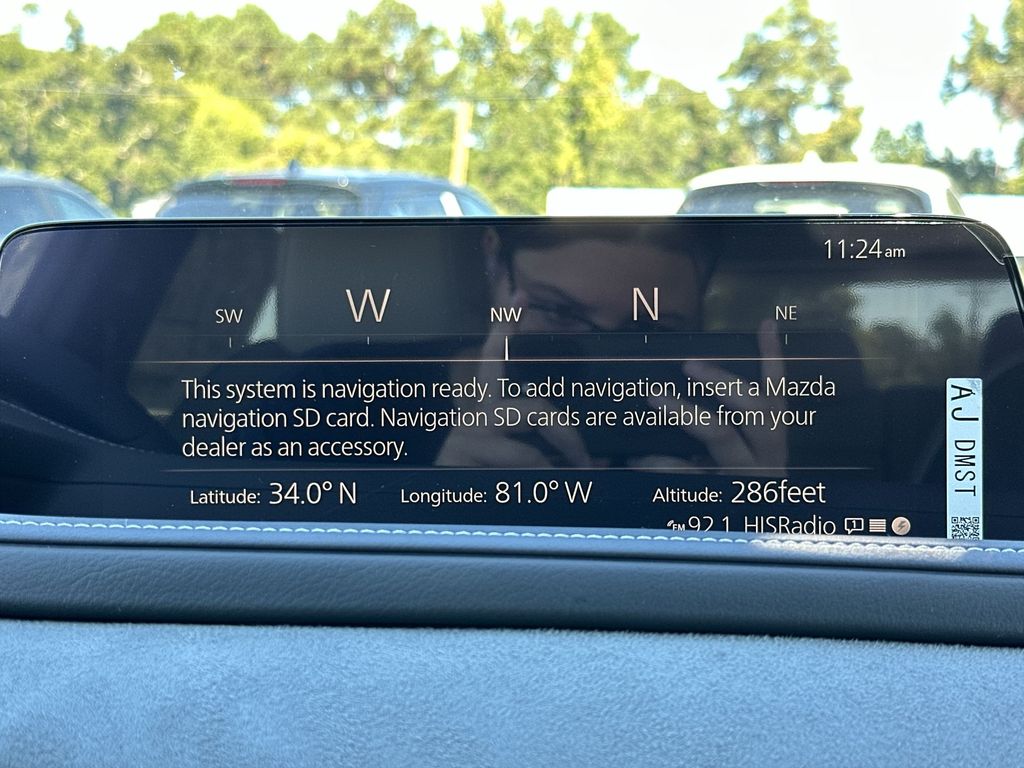 11:24am
SW W NW N NE
This system is navigation ready. To add navigation, insert a Mazda
navigation SD card. Navigation SD cards are available from your
dealer as an accessory.
Latitude: 34.0° N Longitude: 81.0° W Altitude: 286feet
FM 92.1 HISRadio 1
AJ DMST